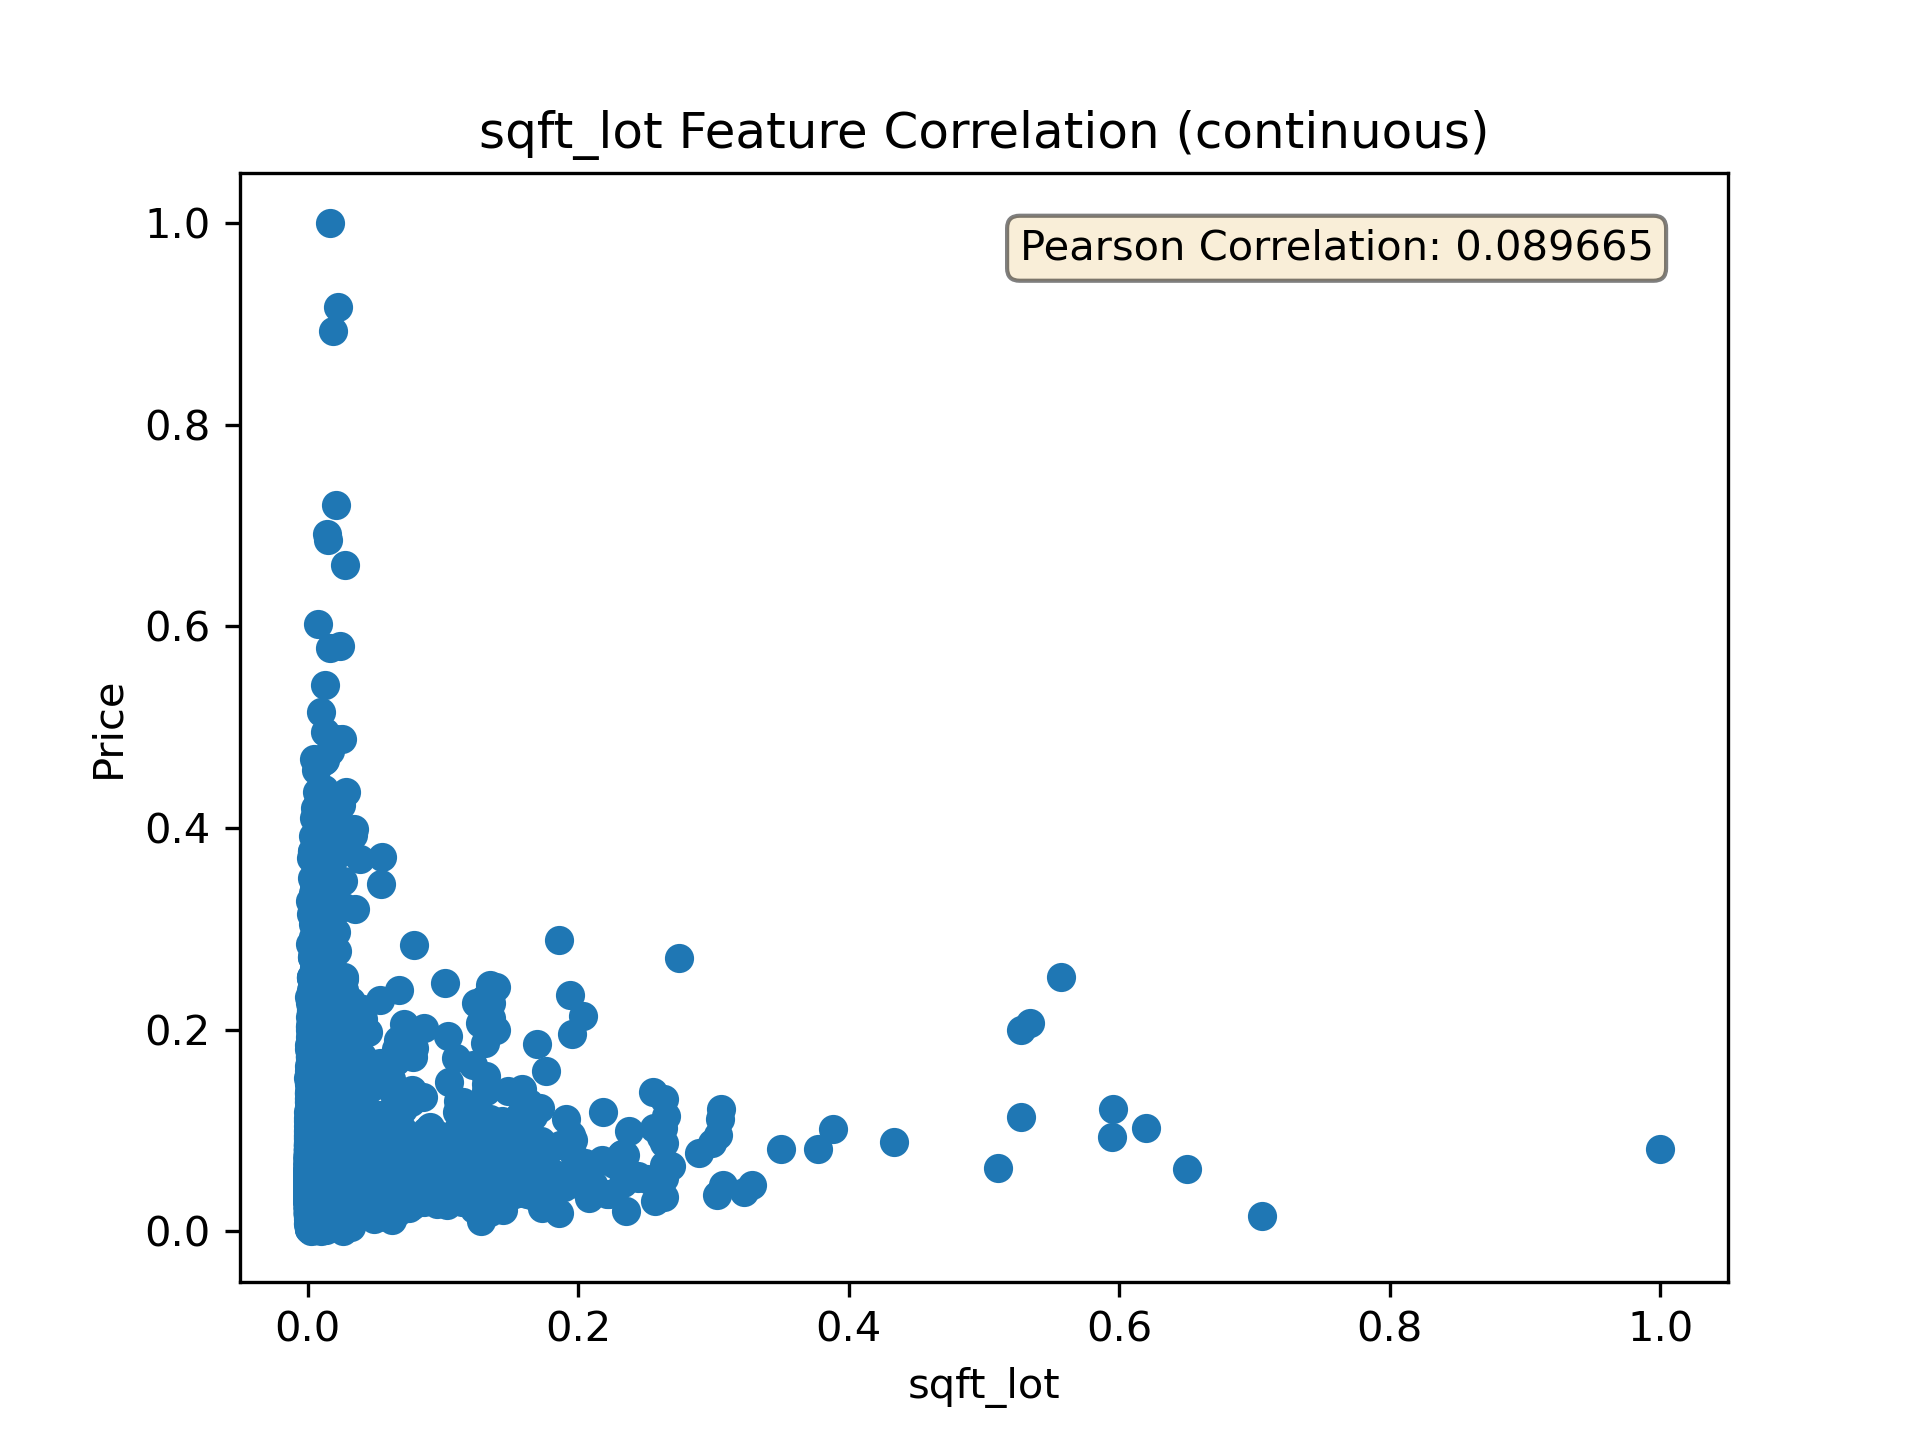 sqft_lot Feature Correlation (continuous)
Pearson Correlation: 0.089665
1.0
0.8
0.6
0.4
0.2
0.0
Price
0.0 0.2 0.4 0.6 0.8 1.0
sqft_lot